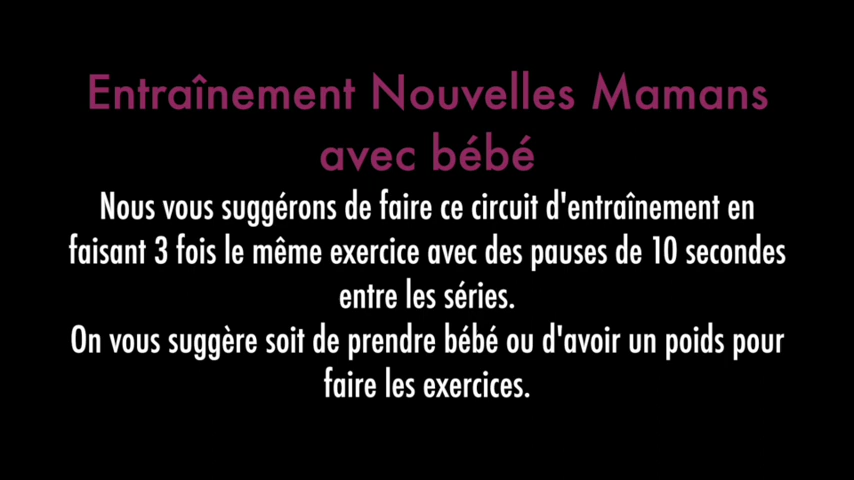 Entraînement Nouvelles Mamans
avec bébé
Nous vous suggérons de faire ce circuit d'entraînement en
faisant 3 fois le même exercice avec des pauses de 10 secondes
entre les séries.
On vous suggère soit de prendre bébé ou d'avoir un poids pour
faire les exercices.